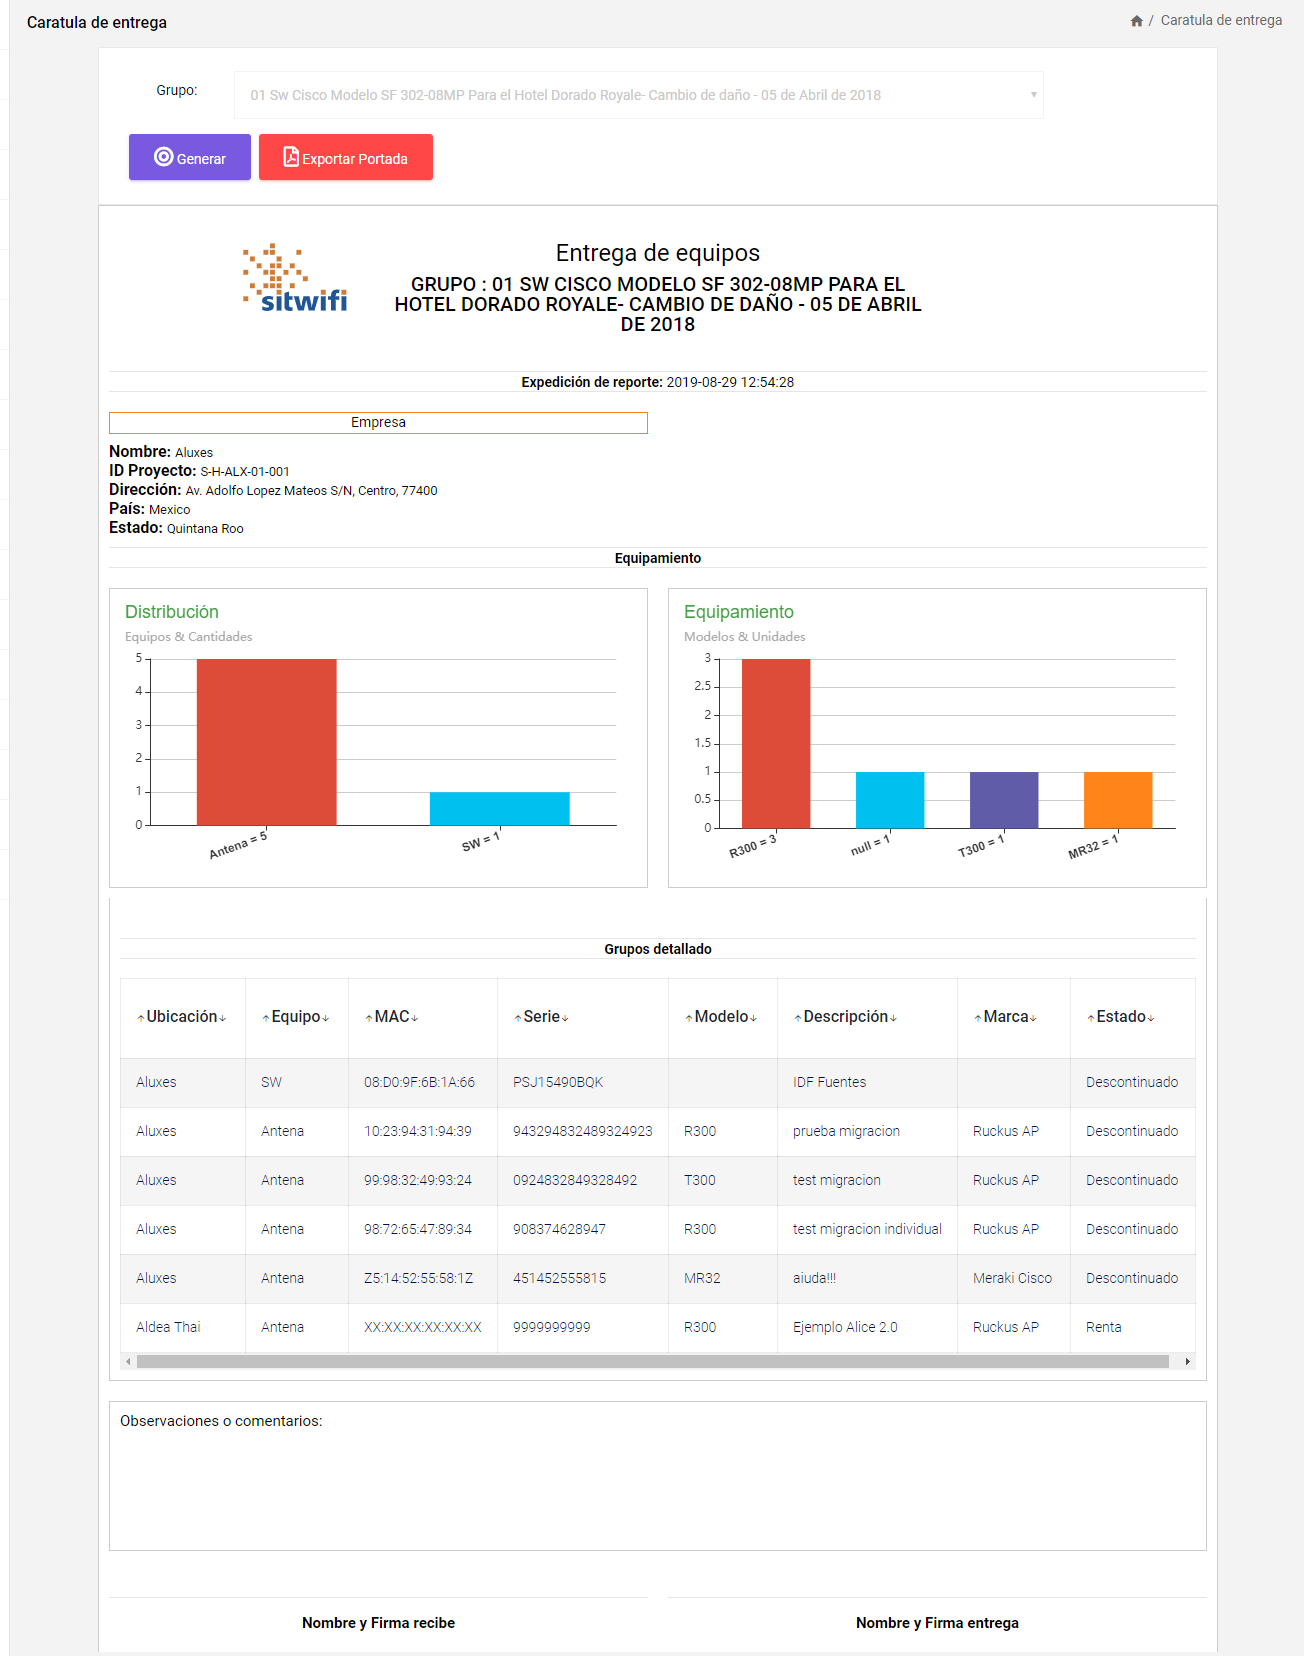 Caratula de entrega
/ Caratula de entrega
Grupo:
01 Sw Cisco Modelo SF 302-08MP Para el Hotel Dorado Royale- Cambio de daño - 05 de Abril de 2018
Generar
Exportar Portada
sitwifi
Entrega de equipos
GRUPO : 01 SW CISCO MODELO SF 302-08MP PARA EL
HOTEL DORADO ROYALE- CAMBIO DE DAÑO - 05 DE ABRIL
DE 2018
Expedición de reporte: 2019-08-29 12:54:28
Empresa
Nombre: Aluxes
ID Proyecto: S-H-ALX-01-001
Dirección: Av. Adolfo Lopez Mateos S/N, Centro, 77400
País: Mexico
Estado: Quintana Roo
Equipamiento
Distribución
Equipos & Cantidades
5
4
3
2
1
0
Antena = 5
SW = 1
Equipamiento
Modelos & Unidades
3
2.5
2
1.5
1
0.5
0
R300 = 3
null = 1
T300 = 1
MR32 = 1
Grupos detallado
↑Ubicación↓ ↑Equipo↓ ↑MAC↓ ↑Serie↓ ↑Modelo↓ ↑Descripción↓ ↑Marca↓ ↑Estado↓
Aluxes SW 08:D0:9F:6B:1A:66 PSJ15490BQK IDF Fuentes Descontinuado
Aluxes Antena 10:23:94:31:94:39 943294832489324923 R300 prueba migracion Ruckus AP Descontinuado
Aluxes Antena 99:98:32:49:93:24 0924832849328492 T300 test migracion Ruckus AP Descontinuado
Aluxes Antena 98:72:65:47:89:34 908374628947 R300 test migracion individual Ruckus AP Descontinuado
Aluxes Antena Z5:14:52:55:58:1Z 451452555815 MR32 aiuda!!! Meraki Cisco Descontinuado
Aldea Thai Antena XX:XX:XX:XX:XX:XX 9999999999 R300 Ejemplo Alice 2.0 Ruckus AP Renta
Observaciones o comentarios:
Nombre y Firma recibe
Nombre y Firma entrega